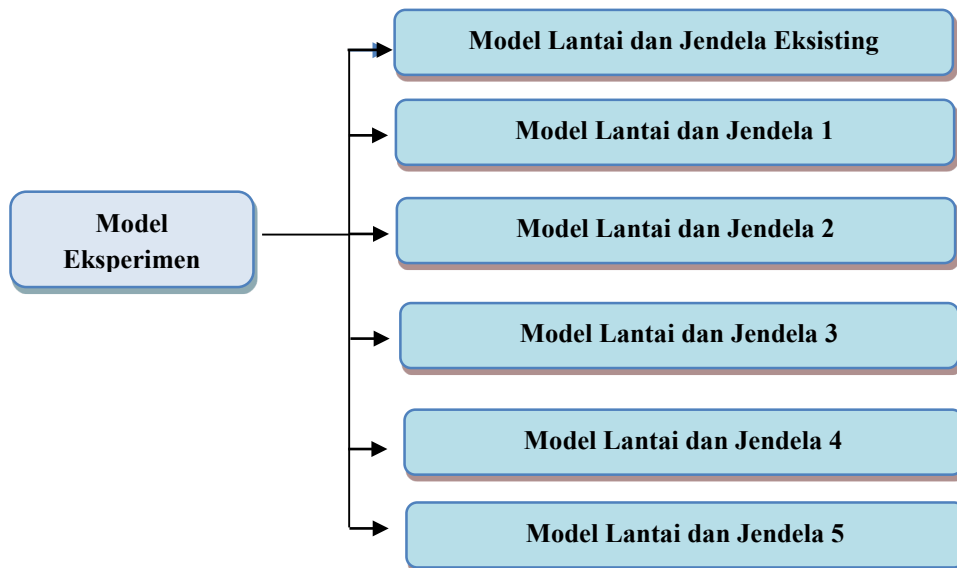 Model Lantai dan Jendela Eksisting
Model Lantai dan Jendela 1
Model
Eksperimen
Model Lantai dan Jendela 2
Model Lantai dan Jendela 3
Model Lantai dan Jendela 4
Model Lantai dan Jendela 5